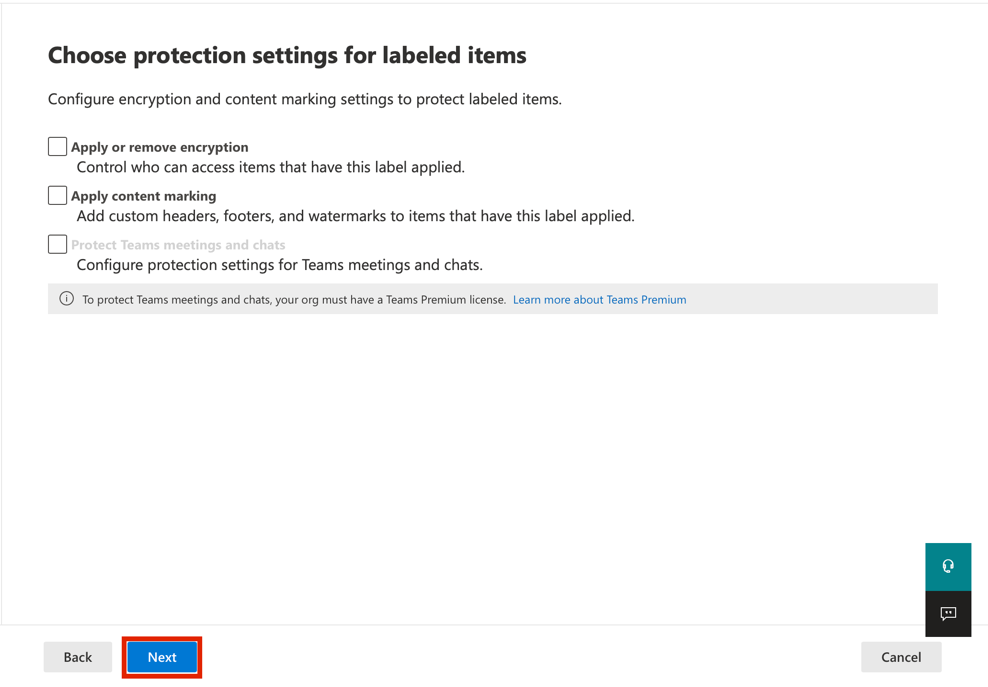 Choose protection settings for labeled items
Configure encryption and content marking settings to protect labeled items.
Apply or remove encryption
Control who can access items that have this label applied.
Apply content marking
Add custom headers, footers, and watermarks to items that have this label applied.
Protect Teams meetings and chats
Configure protection settings for Teams meetings and chats.
To protect Teams meetings and chats, your org must have a Teams Premium license. Learn more about Teams Premium
Back Next Cancel